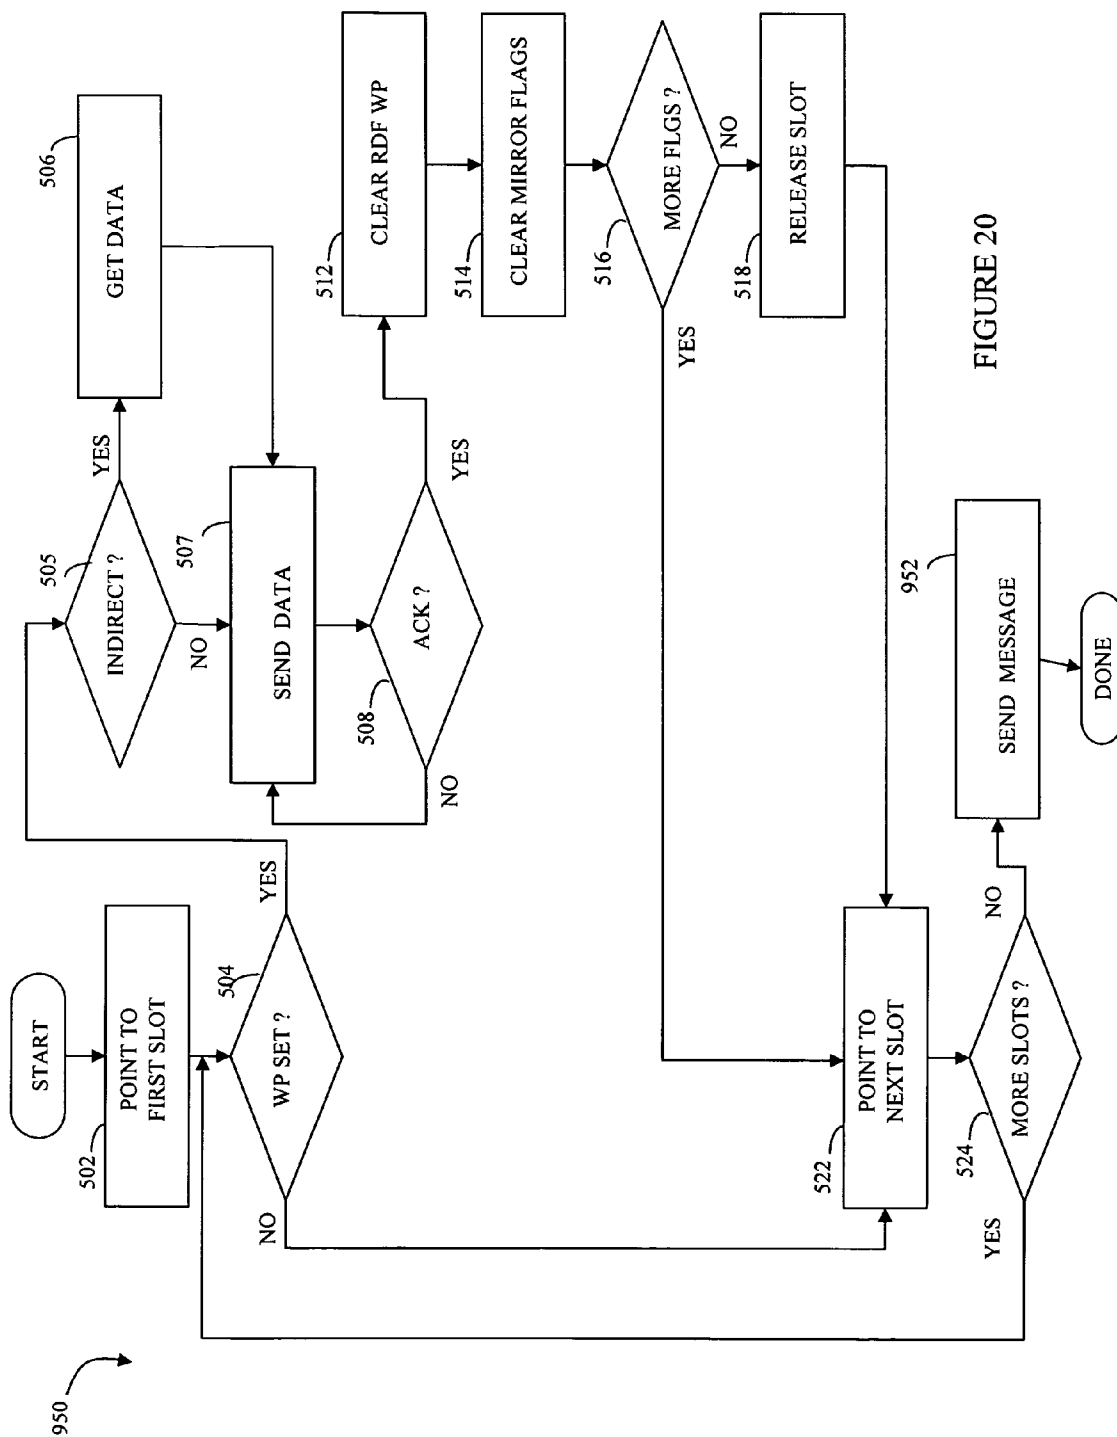 950
START
502
POINT TO
FIRST SLOT
504
WP SET ?
YES
NO
505
INDIRECT ?
YES
NO
506
GET DATA
507
SEND DATA
508
ACK ?
YES
NO
512
CLEAR RDF WP
514
CLEAR MIRROR FLAGS
516
MORE FLGS ?
YES
NO
518
RELEASE SLOT
522
POINT TO
NEXT SLOT
524
MORE SLOTS ?
YES
NO
952
SEND MESSAGE
DONE
FIGURE 20